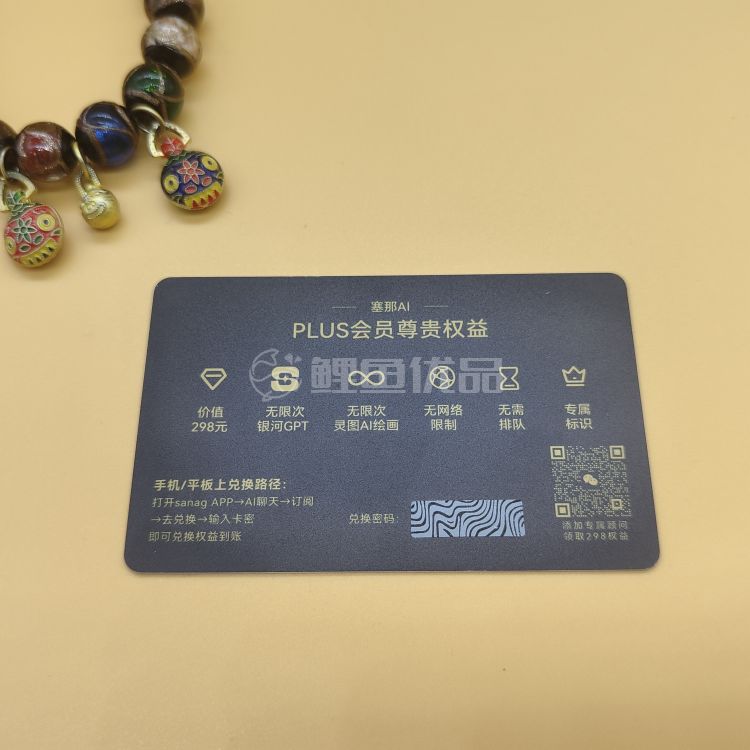 塞那AI
PLUS会员尊贵权益
鲤鱼优品
价值
298元
无限次
银河GPT
无限次
灵图AI绘画
无网络
限制
无需
排队
专属
标识
手机/平板上兑换路径:
打开sanag APP→AI聊天→订阅
→去兑换→输入卡密
即可兑换权益到账
兑换密码:
添加专属顾问
领取298权益